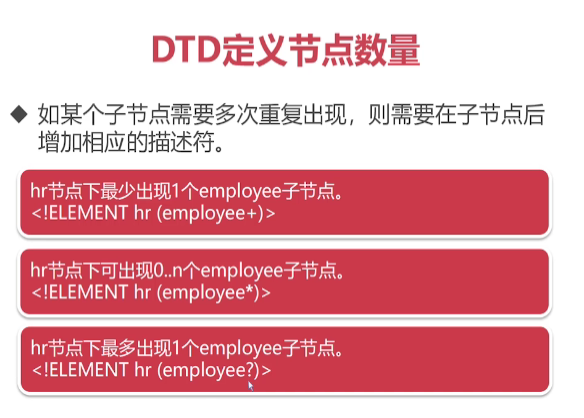 DTD定义节点数量
◆ 如某个子节点需要多次重复出现，则需要在子节点后
增加相应的描述符。
hr节点下最少出现1个employee子节点。
<!ELEMENT hr (employee+)>
hr节点下可出现0..n个employee子节点。
<!ELEMENT hr (employee*)>
hr节点下最多出现1个employee子节点。
<!ELEMENT hr (employee?)>